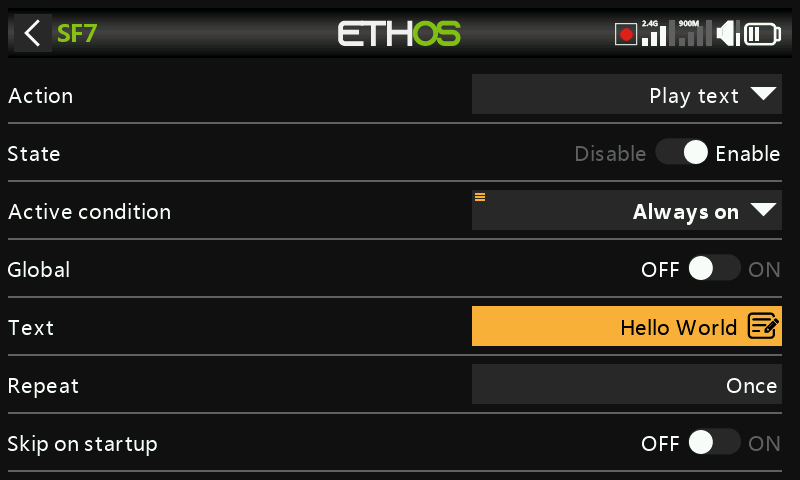 SF7
ETHOS
2.4G
900M
Action
Play text
State
Disable
Enable
Active condition
Always on
Global
OFF
ON
Text
Hello World
Repeat
Once
Skip on startup
OFF
ON